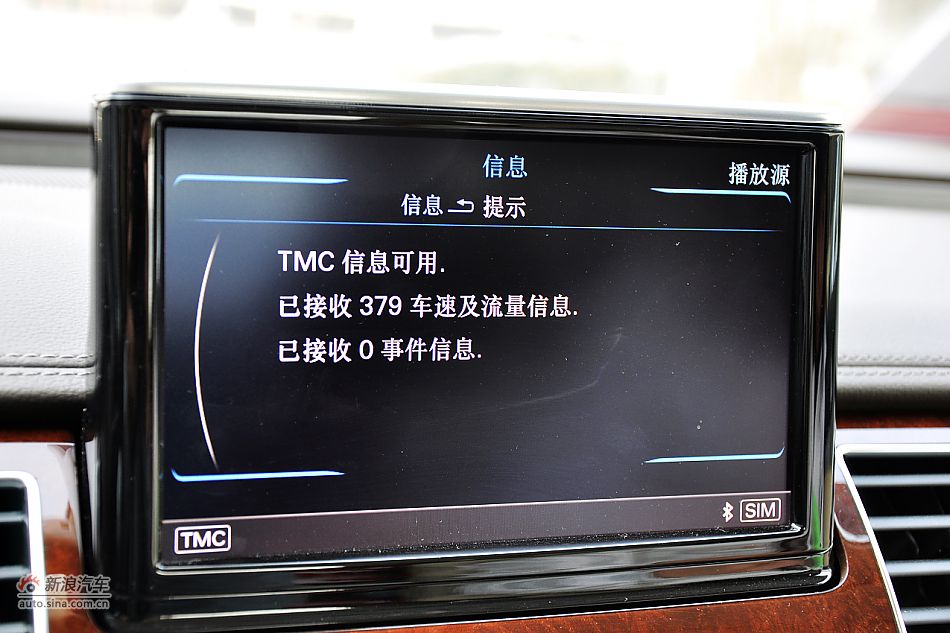 信息
播放源
信息 提示
TMC 信息可用.
已接收 379 车速及流量信息.
已接收 0 事件信息.
TMC
SIM
新浪汽车
auto.sina.com.cn